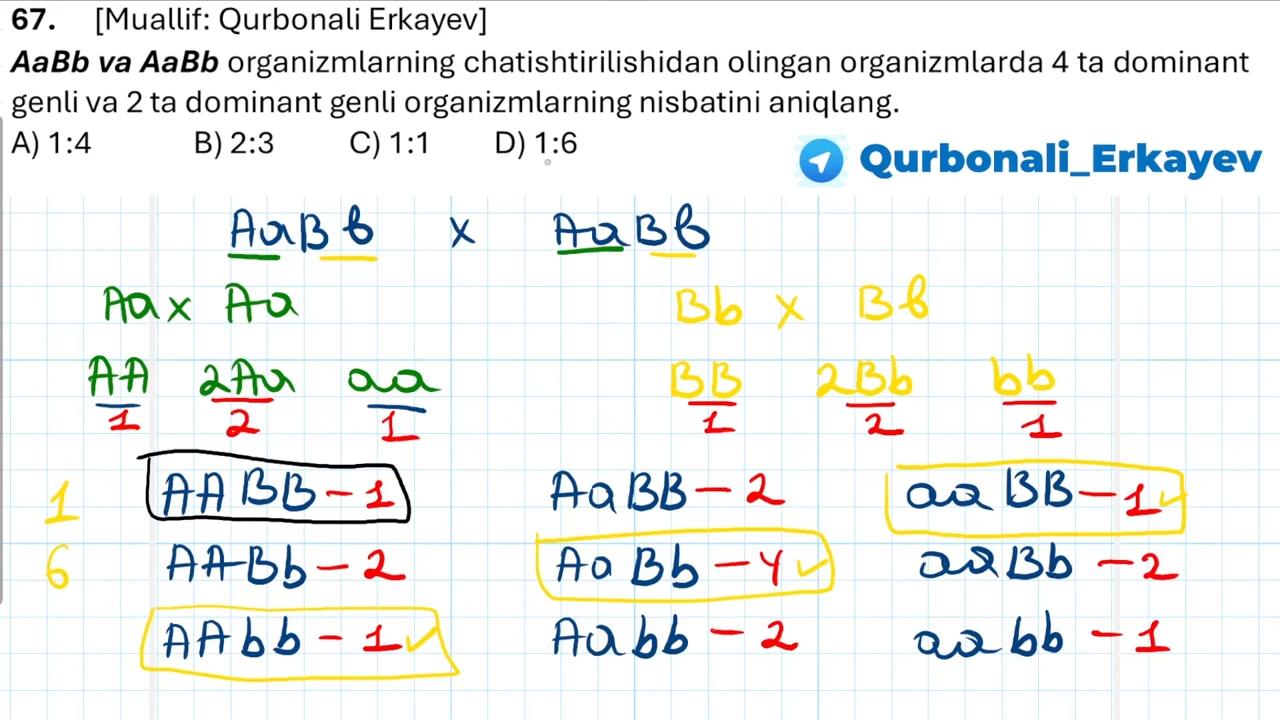 67. [Muallif: Qurbonali Erkayev]
AaBb va AaBb organizmlarning chatishtirilishidan olingan organizmlarda 4 ta dominant
genli va 2 ta dominant genli organizmlarning nisbatini aniqlang.
A) 1:4 B) 2:3 C) 1:1 D) 1:6
Qurbonali_Erkayev
AaBb x AaBb
Aa x Aa Bb x Bb
AA 2Aa aa BB 2Bb bb
1 2 1 1 2 1
1 AABB - 1 AaBB - 2 aaBB - 1 ✓
6 AABb - 2 AaBb - 4 ✓ aaBb - 2
AAbb - 1 ✓ Aabb - 2 aabb - 1